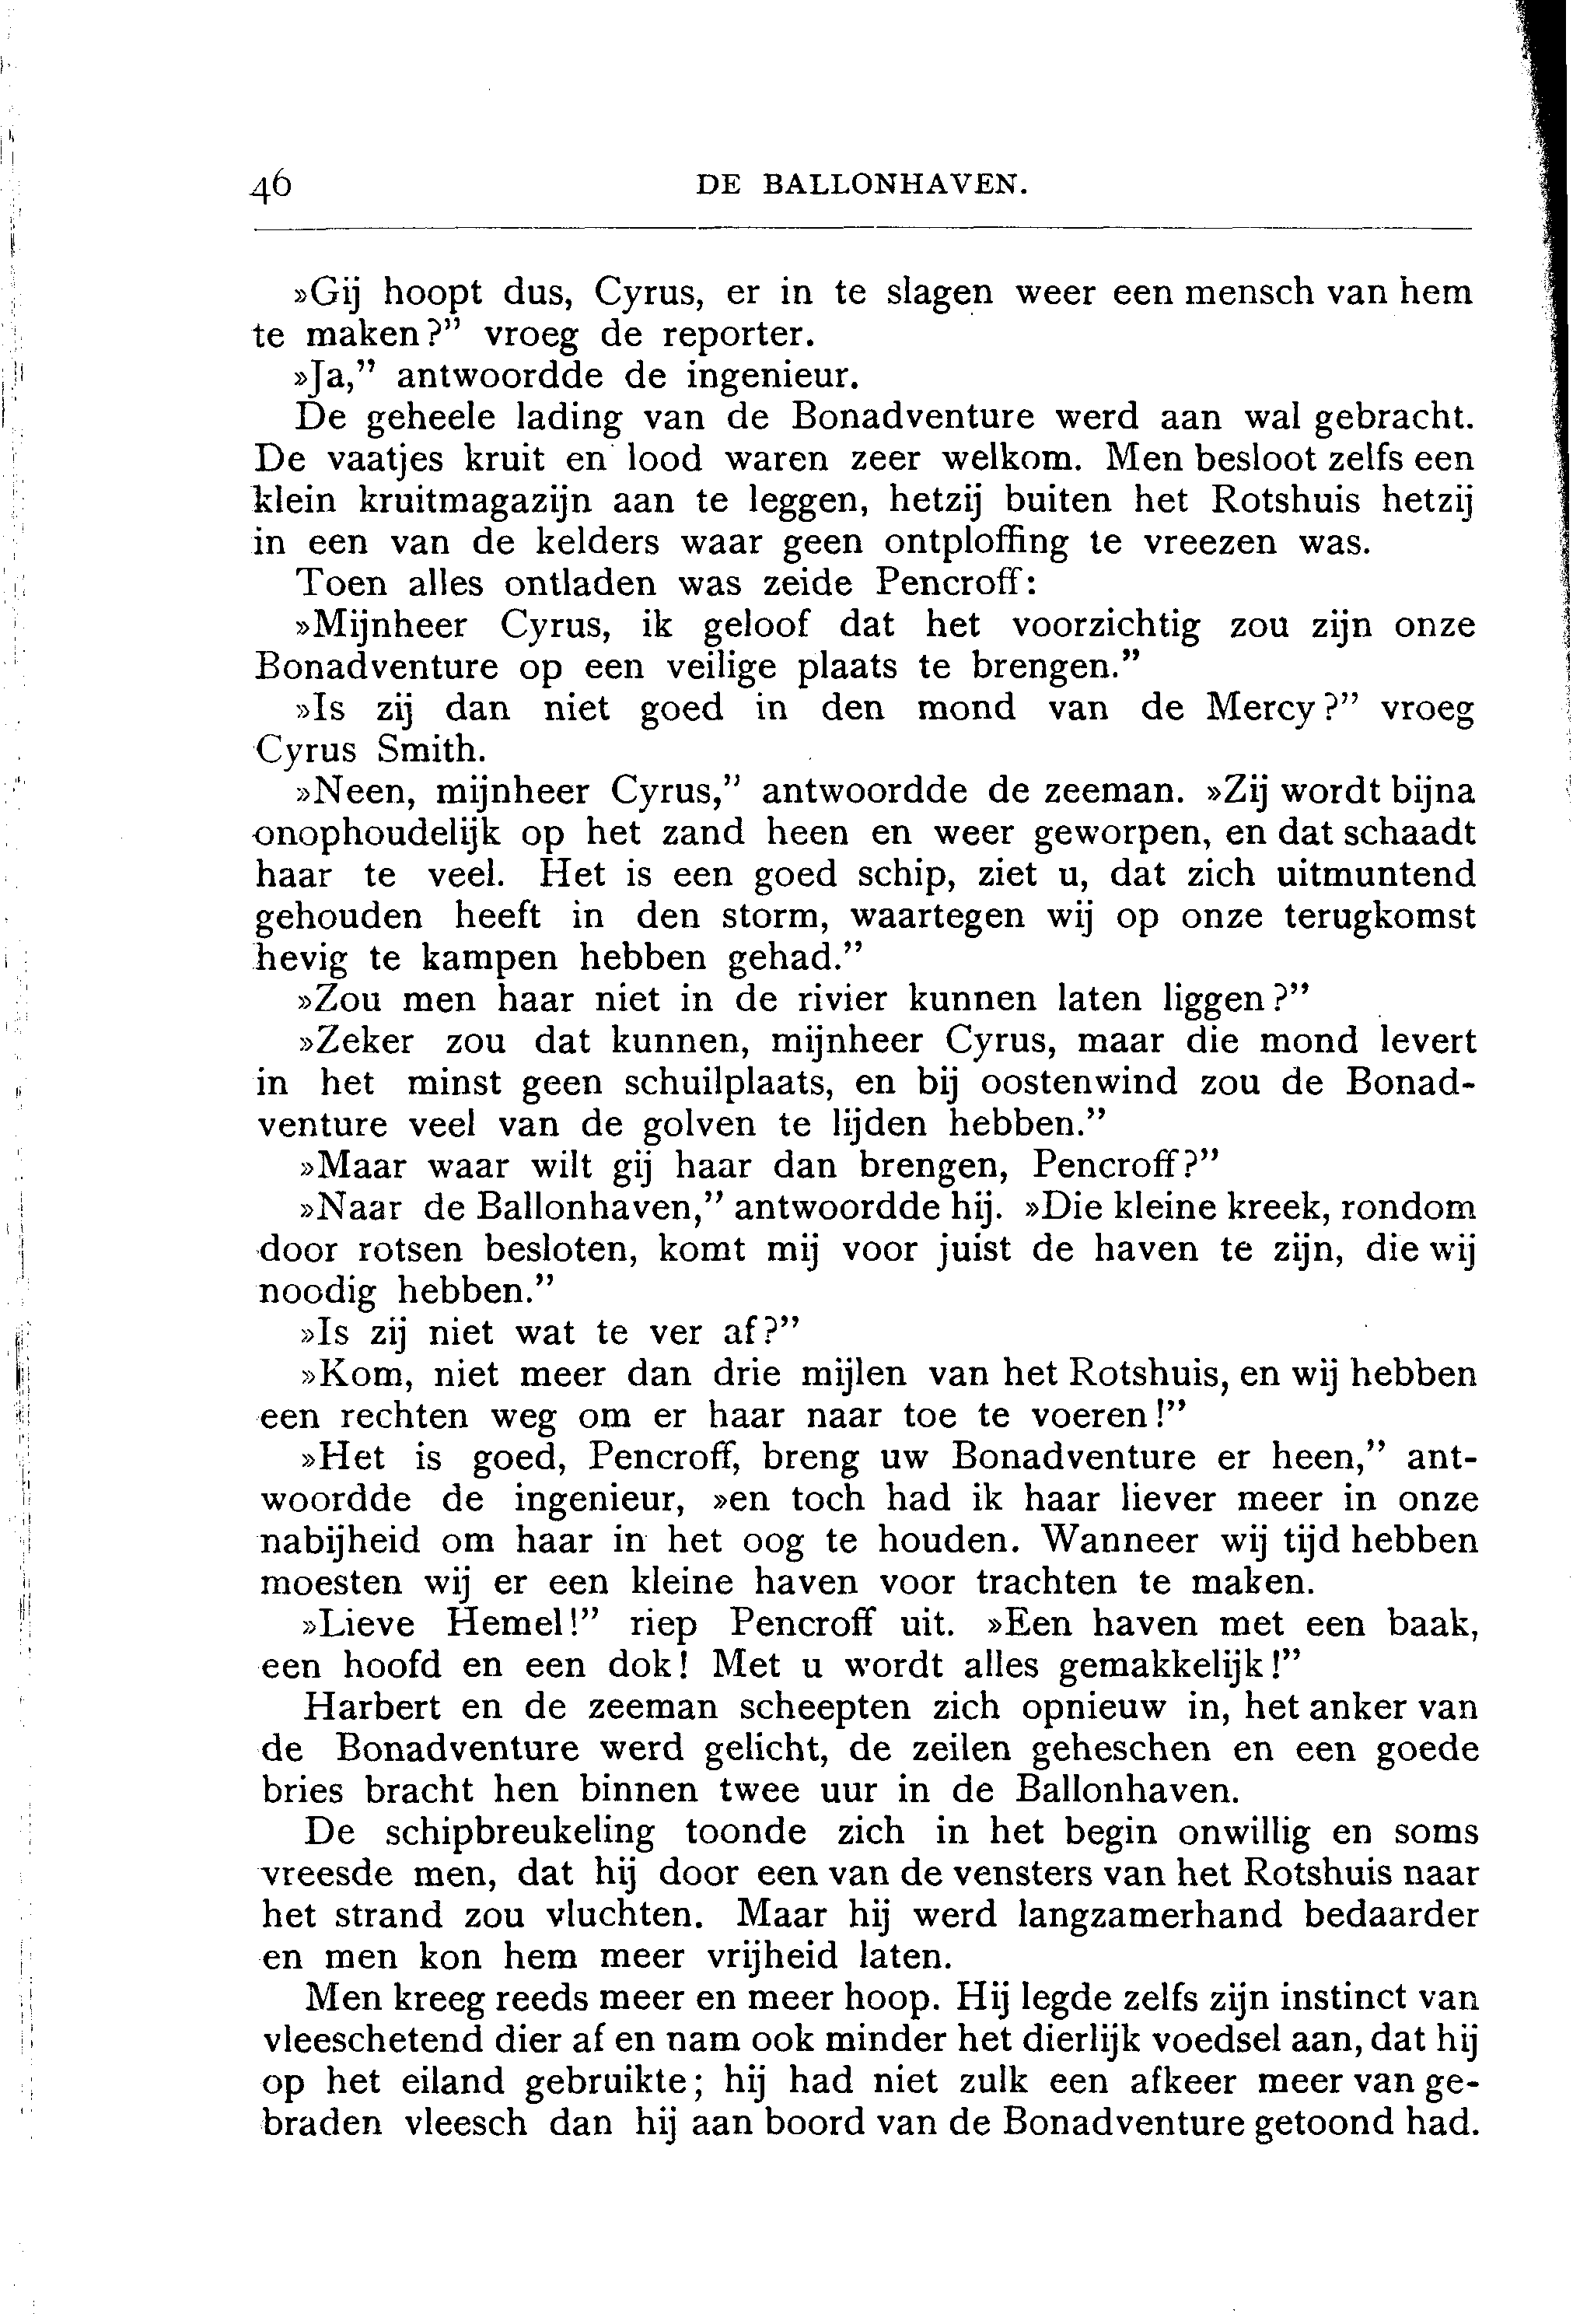 46
DE BALLONHAVEN.
»Gij hoopt dus, Cyrus, er in te slagen weer een mensch van hem
te maken?” vroeg de reporter.
»Ja,” antwoordde de ingenieur.
De geheele lading van de Bonadventure werd aan wal gebracht.
De vaatjes kruit en lood waren zeer welkom. Men besloot zelfs een
klein kruitmagazijn aan te leggen, hetzij buiten het Rotshuis hetzij
in een van de kelders waar geen ontploffing te vreezen was.
Toen alles ontladen was zeide Pencroff:
»Mijnheer Cyrus, ik geloof dat het voorzichtig zou zijn onze
Bonadventure op een veilige plaats te brengen.”
»Is zij dan niet goed in den mond van de Mercy?” vroeg
Cyrus Smith.
»Neen, mijnheer Cyrus,” antwoordde de zeeman. »Zij wordt bijna
onophoudelijk op het zand heen en weer geworpen, en dat schaadt
haar te veel. Het is een goed schip, ziet u, dat zich uitmuntend
gehouden heeft in den storm, waartegen wij op onze terugkomst
hevig te kampen hebben gehad.”
»Zou men haar niet in de rivier kunnen laten liggen?”
»Zeker zou dat kunnen, mijnheer Cyrus, maar die mond levert
in het minst geen schuilplaats, en bij oostenwind zou de Bonad-
venture veel van de golven te lijden hebben.”
»Maar waar wilt gij haar dan brengen, Pencroff?”
»Naar de Ballonhaven,” antwoordde hij. »Die kleine kreek, rondom
door rotsen besloten, komt mij voor juist de haven te zijn, die wij
noodig hebben.”
»Is zij niet wat te ver af?”
»Kom, niet meer dan drie mijlen van het Rotshuis, en wij hebben
een rechten weg om er haar naar toe te voeren!”
»Het is goed, Pencroff, breng uw Bonadventure er heen,” ant-
woordde de ingenieur, »en toch had ik haar liever meer in onze
nabijheid om haar in het oog te houden. Wanneer wij tijd hebben
moesten wij er een kleine haven voor trachten te maken.
»Lieve Hemel!” riep Pencroff uit. »Een haven met een baak,
een hoofd en een dok! Met u wordt alles gemakkelijk!”
Harbert en de zeeman scheepten zich opnieuw in, het anker van
de Bonadventure werd gelicht, de zeilen geheschen en een goede
bries bracht hen binnen twee uur in de Ballonhaven.
De schipbreukeling toonde zich in het begin onwillig en soms
vreesde men, dat hij door een van de vensters van het Rotshuis naar
het strand zou vluchten. Maar hij werd langzamerhand bedaarder
en men kon hem meer vrijheid laten.
Men kreeg reeds meer en meer hoop. Hij legde zelfs zijn instinct van
vleeschetend dier af en nam ook minder het dierlijk voedsel aan, dat hij
op het eiland gebruikte; hij had niet zulk een afkeer meer van ge-
braden vleesch dan hij aan boord van de Bonadventure getoond had.